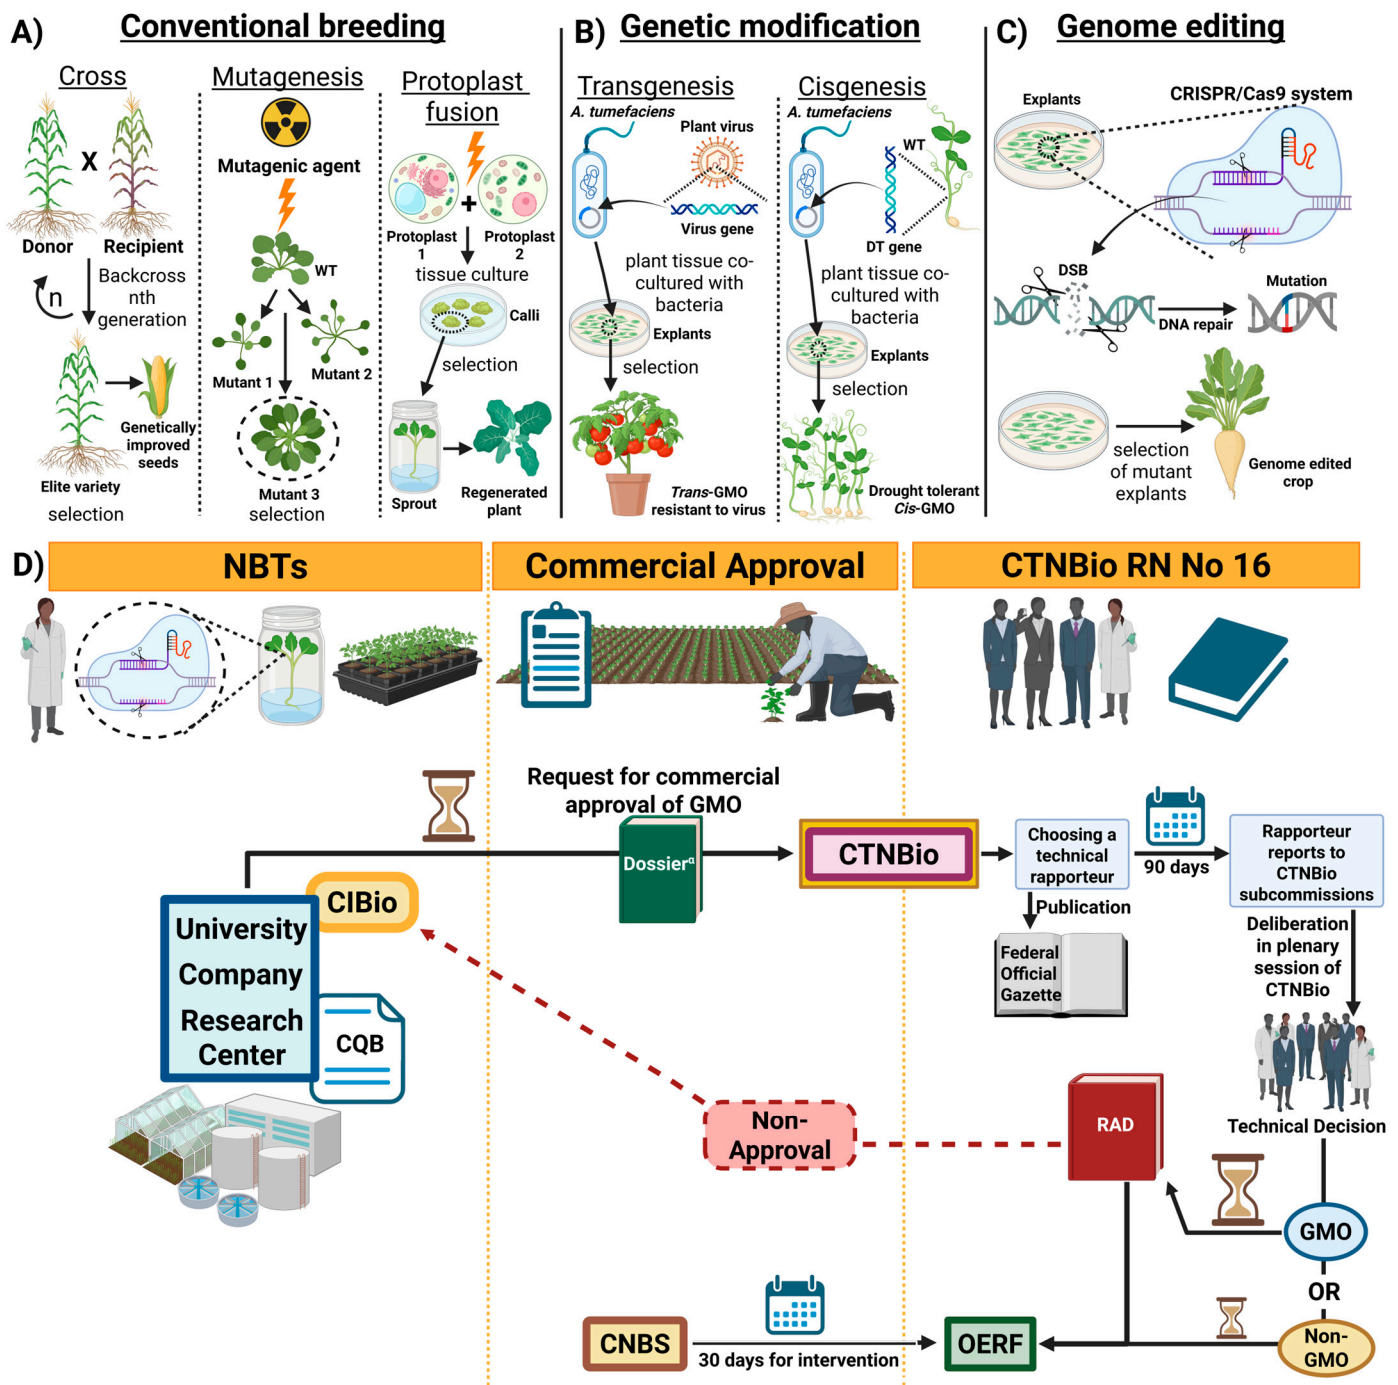 A)
Conventional breeding
Cross
X
Donor
Recipient
n
Backcross
nth
generation
Genetically
improved
seeds
Elite variety
selection
Mutagenesis
Mutagenic agent
WT
Mutant 1
Mutant 2
Mutant 3
selection
Protoplast
fusion
+
Protoplast
1
Protoplast
2
tissue culture
Calli
selection
Sprout
Regenerated
plant
B)
Genetic modification
Transgenesis
A. tumefaciens
Plant virus
Virus gene
plant tissue co-
cultured with
bacteria
Explants
selection
Trans-GMO
resistant to virus
Cisgenesis
A. tumefaciens
WT
DT gene
plant tissue co-
cultured with
bacteria
Explants
selection
Drought tolerant
Cis-GMO
C)
Genome editing
Explants
CRISPR/Cas9 system
DSB
DNA repair
Mutation
selection
of mutant
explants
Genome edited
crop
D)
NBTs
Commercial Approval
CTNBio RN No 16
Request for commercial
approval of GMO
Dossierα
CTNBio
Choosing a
technical
rapporteur
90 days
Rapporteur
reports to
CTNBio
subcommissions
Publication
Federal
Official
Gazette
Deliberation
in plenary
session of
CTNBio
CIBio
University
Company
Research
Center
CQB
Technical Decision
RAD
Non-
Approval
GMO
OR
Non-
GMO
CNBS
30 days for intervention
OERF